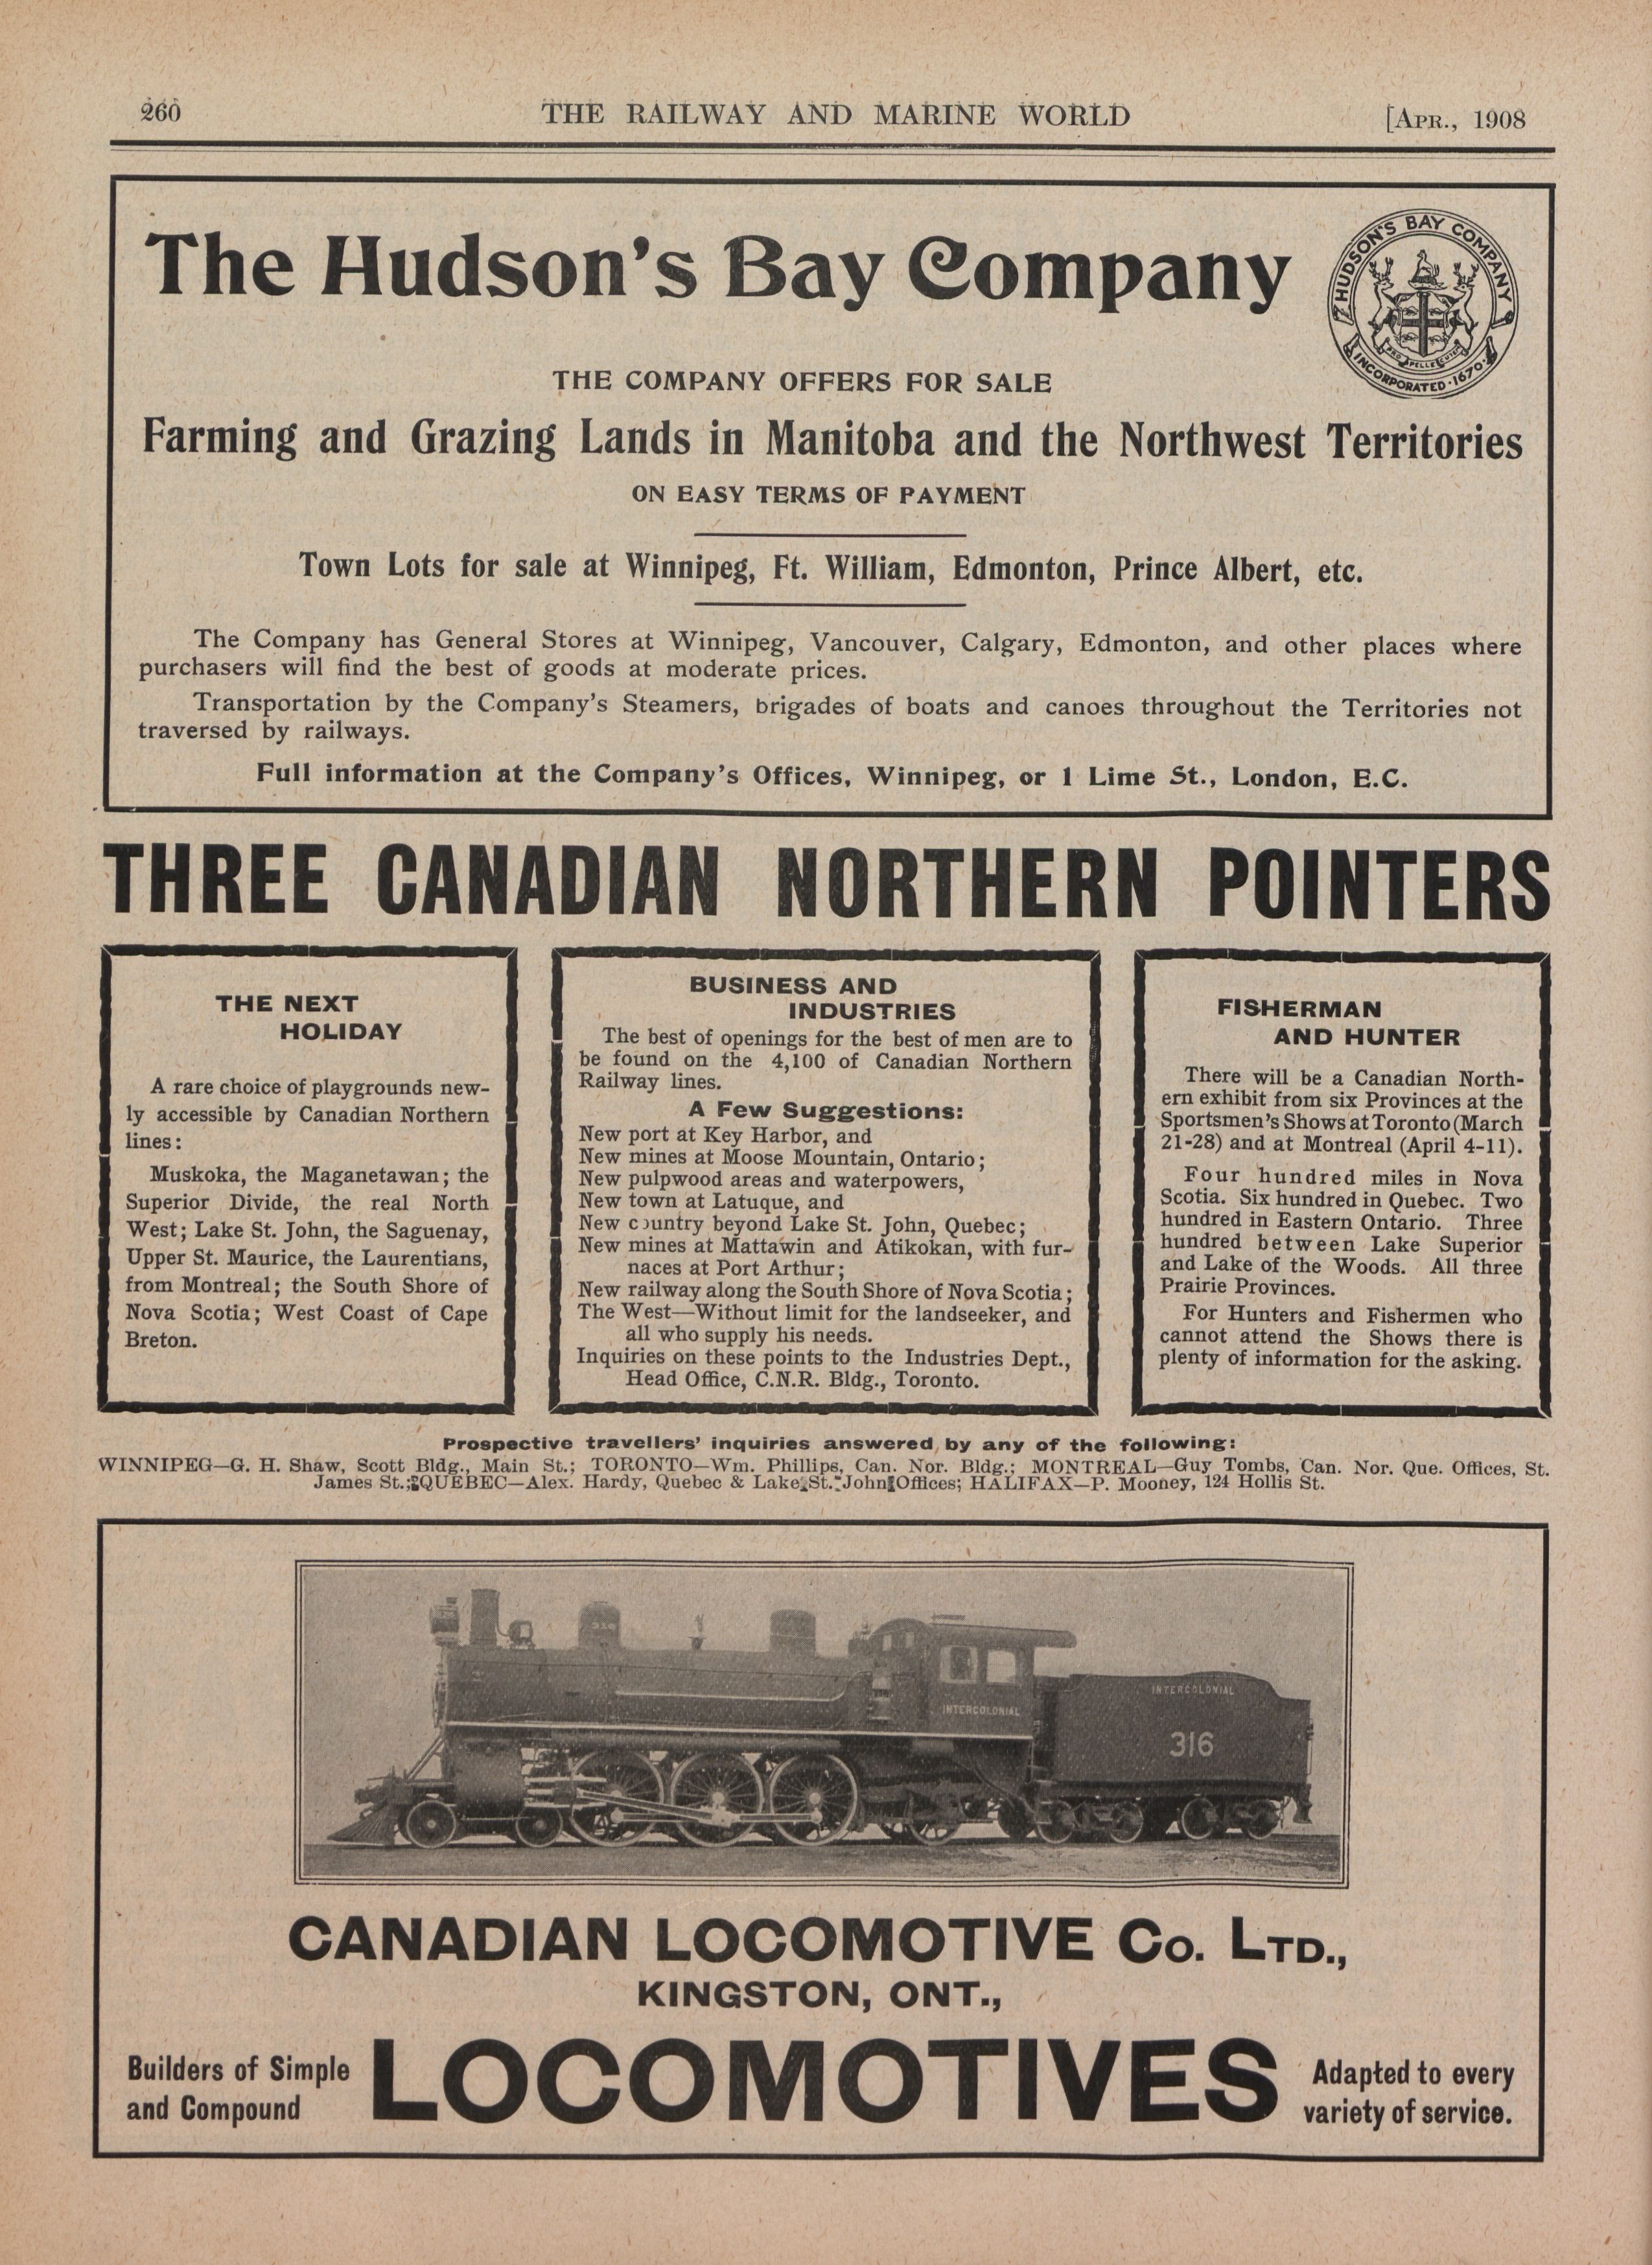 260
THE RAILWAY AND MARINE WORLD
[APR., 1908
The Hudson's Bay Company
HUDSON'S BAY COMPANY
PRO PELLE CUTEM
INCORPORATED · 1670 ·
THE COMPANY OFFERS FOR SALE
Farming and Grazing Lands in Manitoba and the Northwest Territories
ON EASY TERMS OF PAYMENT
Town Lots for sale at Winnipeg, Ft. William, Edmonton, Prince Albert, etc.
The Company has General Stores at Winnipeg, Vancouver, Calgary, Edmonton, and other places where
purchasers will find the best of goods at moderate prices.
Transportation by the Company's Steamers, brigades of boats and canoes throughout the Territories not
traversed by railways.
Full information at the Company's Offices, Winnipeg, or 1 Lime St., London, E.C.
THREE CANADIAN NORTHERN POINTERS
THE NEXT
HOLIDAY
A rare choice of playgrounds new-
ly accessible by Canadian Northern
lines:
Muskoka, the Maganetawan; the
Superior Divide, the real North
West; Lake St. John, the Saguenay,
Upper St. Maurice, the Laurentians,
from Montreal; the South Shore of
Nova Scotia; West Coast of Cape
Breton.
BUSINESS AND
INDUSTRIES
The best of openings for the best of men are to
be found on the 4,100 of Canadian Northern
Railway lines.
A Few Suggestions:
New port at Key Harbor, and
New mines at Moose Mountain, Ontario;
New pulpwood areas and waterpowers,
New town at Latuque, and
New country beyond Lake St. John, Quebec;
New mines at Mattawin and Atikokan, with fur-
naces at Port Arthur;
New railway along the South Shore of Nova Scotia;
The West—Without limit for the landseeker, and
all who supply his needs.
Inquiries on these points to the Industries Dept.,
Head Office, C.N.R. Bldg., Toronto.
FISHERMAN
AND HUNTER
There will be a Canadian North-
ern exhibit from six Provinces at the
Sportsmen's Shows at Toronto (March
21-28) and at Montreal (April 4-11).
Four hundred miles in Nova
Scotia. Six hundred in Quebec. Two
hundred in Eastern Ontario. Three
hundred between Lake Superior
and Lake of the Woods. All three
Prairie Provinces.
For Hunters and Fishermen who
cannot attend the Shows there is
plenty of information for the asking.
Prospective travellers' inquiries answered by any of the following:
WINNIPEG—G. H. Shaw, Scott Bldg., Main St.; TORONTO—Wm. Phillips, Can. Nor. Bldg.; MONTREAL—Guy Tombs, Can. Nor. Que. Offices, St.
James St.; QUEBEC—Alex. Hardy, Quebec & Lake St. John Offices; HALIFAX—P. Mooney, 124 Hollis St.
INTERCOLONIAL
INTERCOLONIAL
316
CANADIAN LOCOMOTIVE Co. LTD.,
KINGSTON, ONT.,
Builders of Simple
and Compound
LOCOMOTIVES
Adapted to every
variety of service.